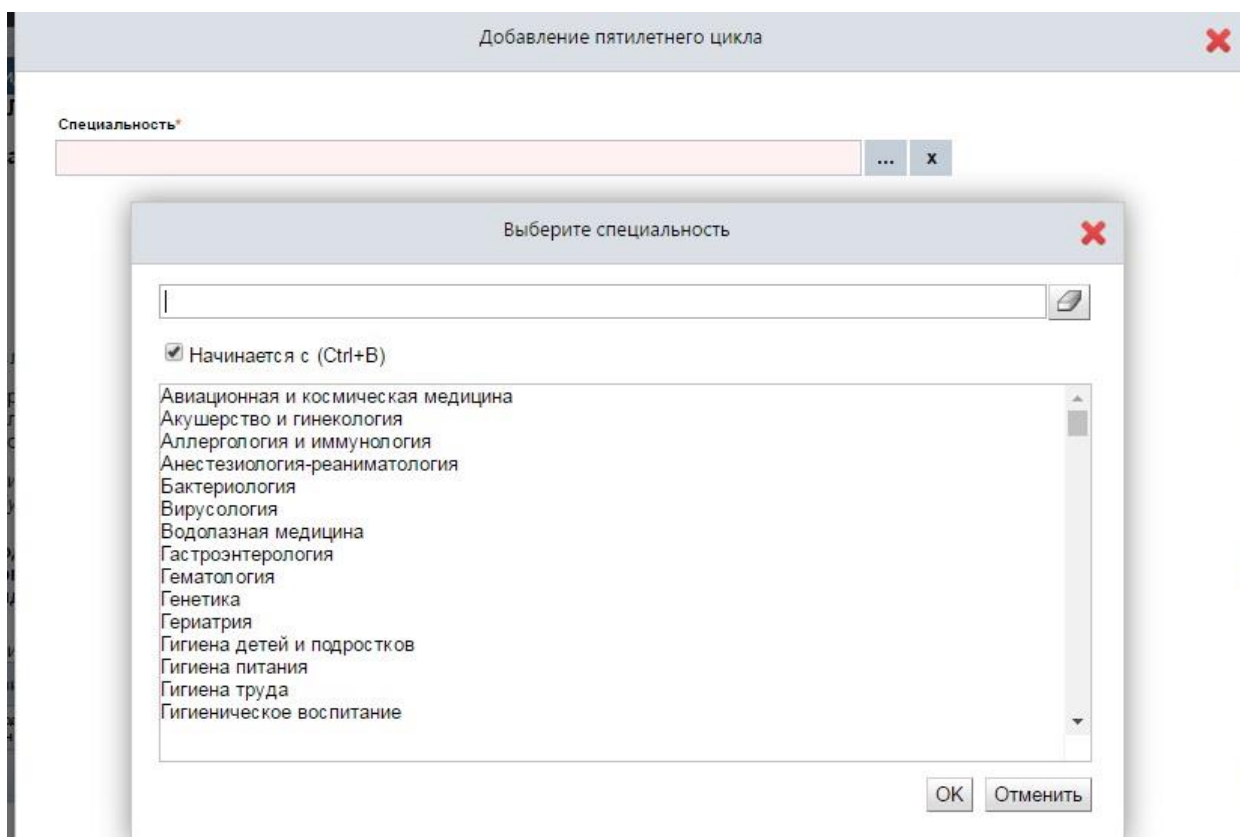 Добавление пятилетнего цикла
Специальность*
... x
Выберите специальность
Начинается с (Ctrl+B)
Авиационная и космическая медицина
Акушерство и гинекология
Аллергология и иммунология
Анестезиология-реаниматология
Бактериология
Вирусология
Водолазная медицина
Гастроэнтерология
Гематология
Генетика
Гериатрия
Гигиена детей и подростков
Гигиена питания
Гигиена труда
Гигиеническое воспитание
OK Отменить